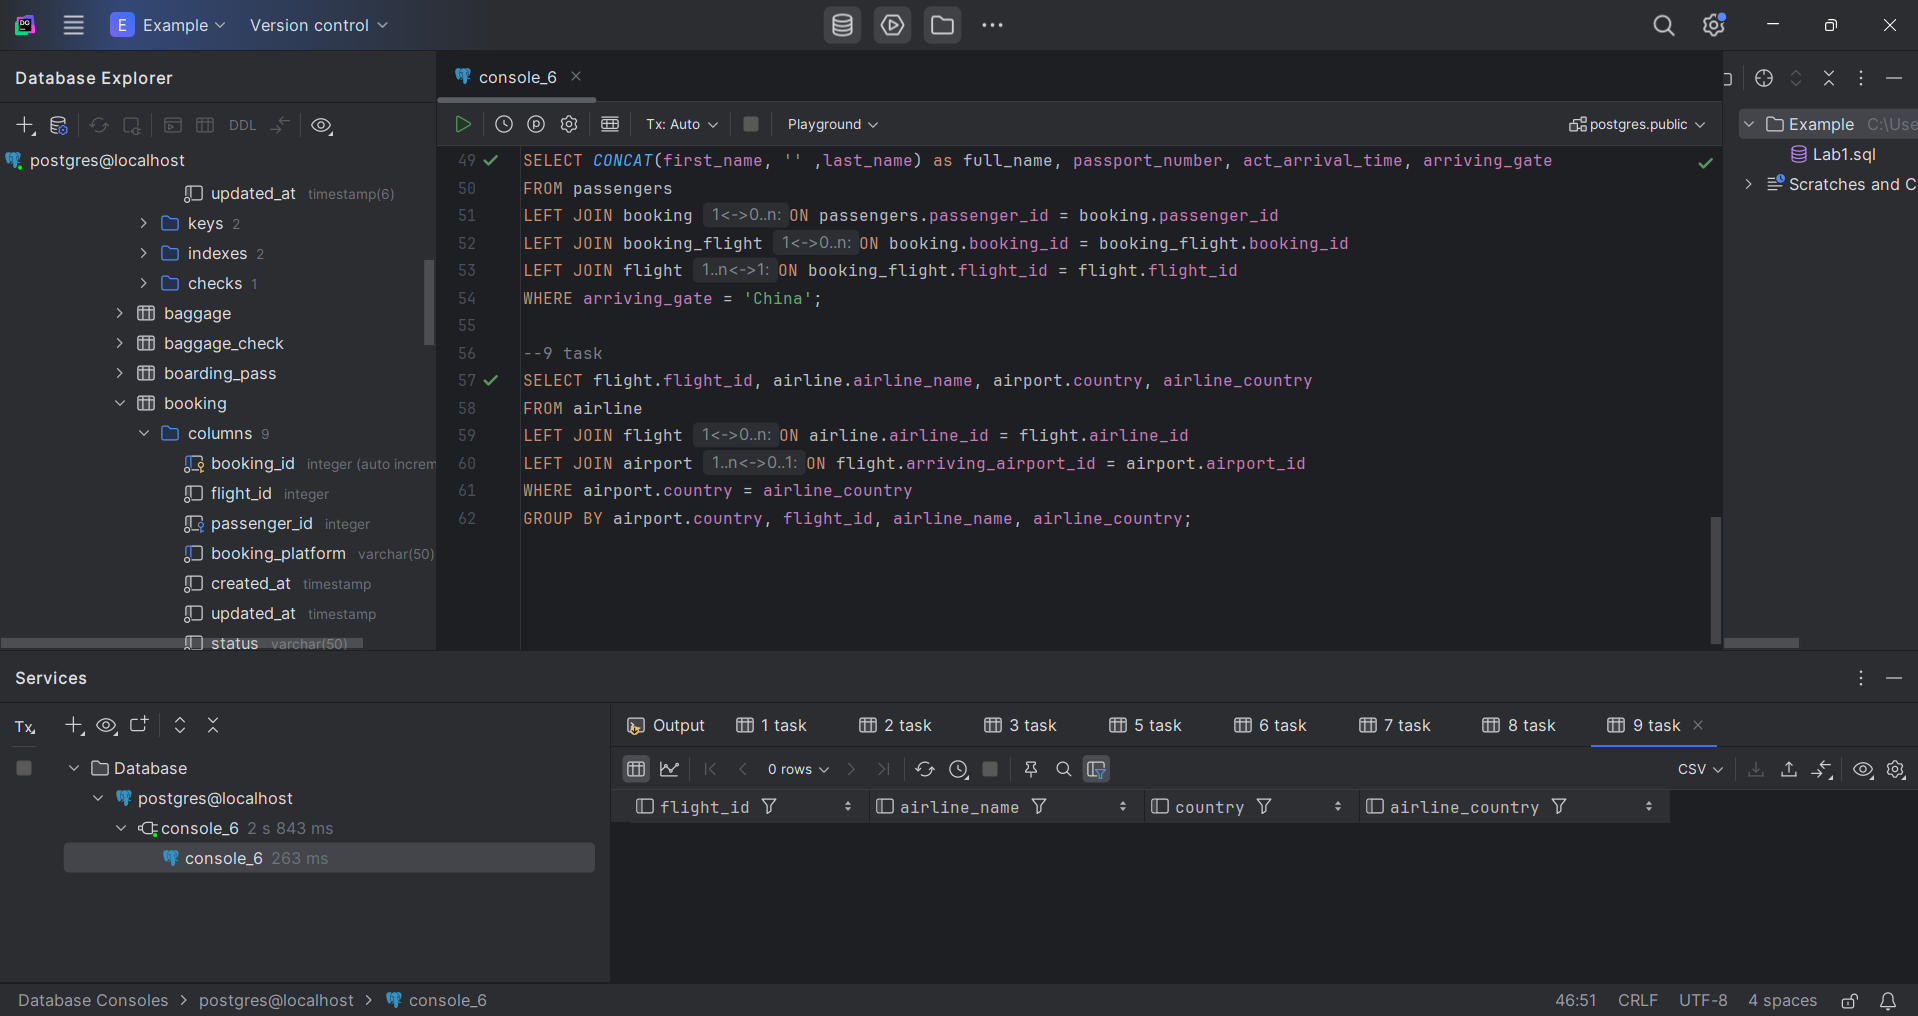 E Example Version control
Database Explorer
console_6
DDL
Tx: Auto Playground postgres.public
Example C:\Use
Lab1.sql
Scratches and C
postgres@localhost
updated_at timestamp(6)
keys 2
indexes 2
checks 1
baggage
baggage_check
boarding_pass
booking
columns 9
booking_id integer (auto increm
flight_id integer
passenger_id integer
booking_platform varchar(50)
created_at timestamp
updated_at timestamp
status varchar(50)
49 SELECT CONCAT(first_name, '' ,last_name) as full_name, passport_number, act_arrival_time, arriving_gate
50 FROM passengers
51 LEFT JOIN booking 1<->0..n: ON passengers.passenger_id = booking.passenger_id
52 LEFT JOIN booking_flight 1<->0..n: ON booking.booking_id = booking_flight.booking_id
53 LEFT JOIN flight 1..n<->1: ON booking_flight.flight_id = flight.flight_id
54 WHERE arriving_gate = 'China';
55
56 --9 task
57 SELECT flight.flight_id, airline.airline_name, airport.country, airline_country
58 FROM airline
59 LEFT JOIN flight 1<->0..n: ON airline.airline_id = flight.airline_id
60 LEFT JOIN airport 1..n<->0..1: ON flight.arriving_airport_id = airport.airport_id
61 WHERE airport.country = airline_country
62 GROUP BY airport.country, flight_id, airline_name, airline_country;
Services
Tx
Database
postgres@localhost
console_6 2 s 843 ms
console_6 263 ms
Output 1 task 2 task 3 task 5 task 6 task 7 task 8 task 9 task
0 rows CSV
flight_id airline_name country airline_country
Database Consoles > postgres@localhost > console_6
46:51 CRLF UTF-8 4 spaces